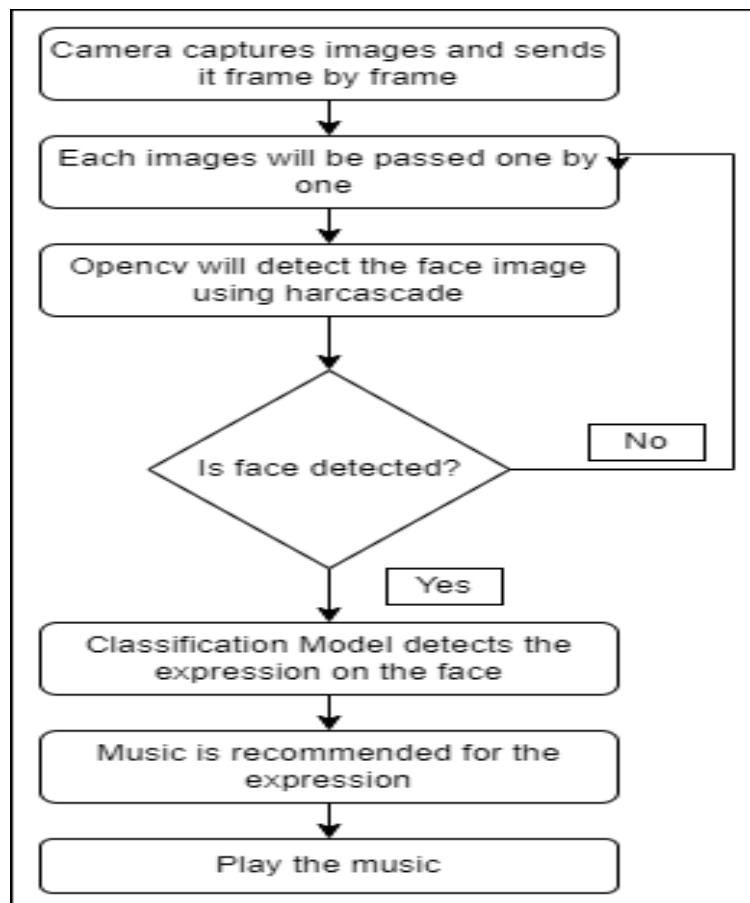 Camera captures images and sends
it frame by frame
Each images will be passed one by
one
Opencv will detect the face image
using harcascade
Is face detected?
No
Yes
Classification Model detects the
expression on the face
Music is recommended for the
expression
Play the music